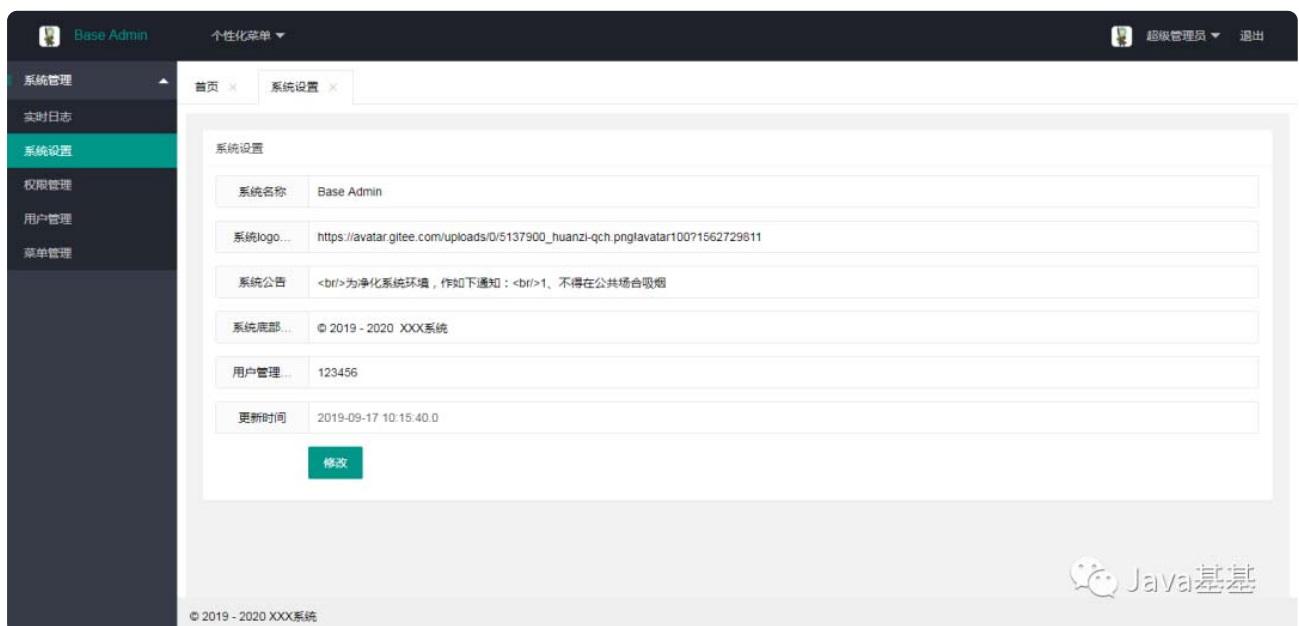 Base Admin 个性化菜单 超级管理员 退出
系统管理
首页 × 系统设置 ×
实时日志
系统设置
权限管理
用户管理
菜单管理
系统设置
系统名称 Base Admin
系统logo... https://avatar.gitee.com/uploads/0/5137900_huanzi-qch.png!avatar100?1562729811
系统公告 <br/>为净化系统环境，作如下通知：<br/>1、不得在公共场合吸烟
系统底部... © 2019 - 2020 XXX系统
用户管理... 123456
更新时间 2019-09-17 10:15:40.0
修改
Java基基
© 2019 - 2020 XXX系统